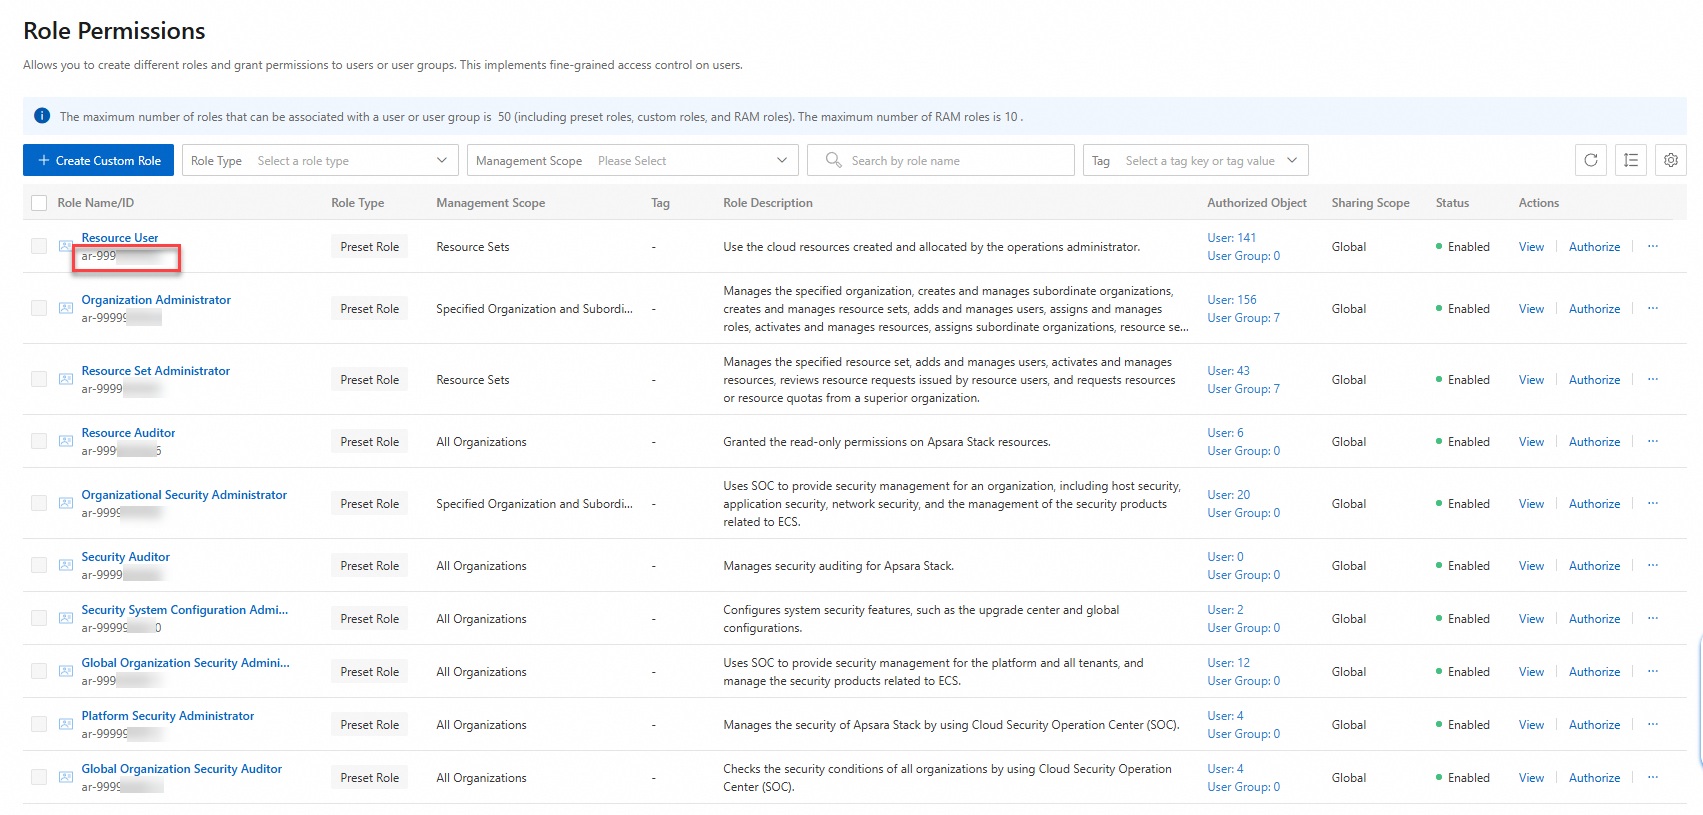 Role Permissions
Allows you to create different roles and grant permissions to users or user groups. This implements fine-grained access control on users.
The maximum number of roles that can be associated with a user or user group is 50 (including preset roles, custom roles, and RAM roles). The maximum number of RAM roles is 10 .
+ Create Custom Role Role Type Select a role type Management Scope Please Select Search by role name Tag Select a tag key or tag value
Role Name/ID Role Type Management Scope Tag Role Description Authorized Object Sharing Scope Status Actions
Resource User
ar-999
Preset Role Resource Sets - Use the cloud resources created and allocated by the operations administrator.
User: 141
User Group: 0
Global Enabled View Authorize ...
Organization Administrator
ar-99999
Preset Role Specified Organization and Subordi... -
Manages the specified organization, creates and manages subordinate organizations,
creates and manages resource sets, adds and manages users, assigns and manages
roles, activates and manages resources, assigns subordinate organizations, resource se...
User: 156
User Group: 7
Global Enabled View Authorize ...
Resource Set Administrator
ar-9999
Preset Role Resource Sets -
Manages the specified resource set, adds and manages users, activates and manages
resources, reviews resource requests issued by resource users, and requests resources
or resource quotas from a superior organization.
User: 43
User Group: 7
Global Enabled View Authorize ...
Resource Auditor
ar-999 6
Preset Role All Organizations - Granted the read-only permissions on Apsara Stack resources.
User: 6
User Group: 0
Global Enabled View Authorize ...
Organizational Security Administrator
ar-9999
Preset Role Specified Organization and Subordi... -
Uses SOC to provide security management for an organization, including host security,
application security, network security, and the management of the security products
related to ECS.
User: 20
User Group: 0
Global Enabled View Authorize ...
Security Auditor
ar-9999
Preset Role All Organizations - Manages security auditing for Apsara Stack.
User: 0
User Group: 0
Global Enabled View Authorize ...
Security System Configuration Admi...
ar-99999 0
Preset Role All Organizations -
Configures system security features, such as the upgrade center and global
configurations.
User: 2
User Group: 0
Global Enabled View Authorize ...
Global Organization Security Admini...
ar-999
Preset Role All Organizations -
Uses SOC to provide security management for the platform and all tenants, and
manage the security products related to ECS.
User: 12
User Group: 0
Global Enabled View Authorize ...
Platform Security Administrator
ar-99999
Preset Role All Organizations - Manages the security of Apsara Stack by using Cloud Security Operation Center (SOC).
User: 4
User Group: 0
Global Enabled View Authorize ...
Global Organization Security Auditor
ar-9999
Preset Role All Organizations -
Checks the security conditions of all organizations by using Cloud Security Operation
Center (SOC).
User: 4
User Group: 0
Global Enabled View Authorize ...